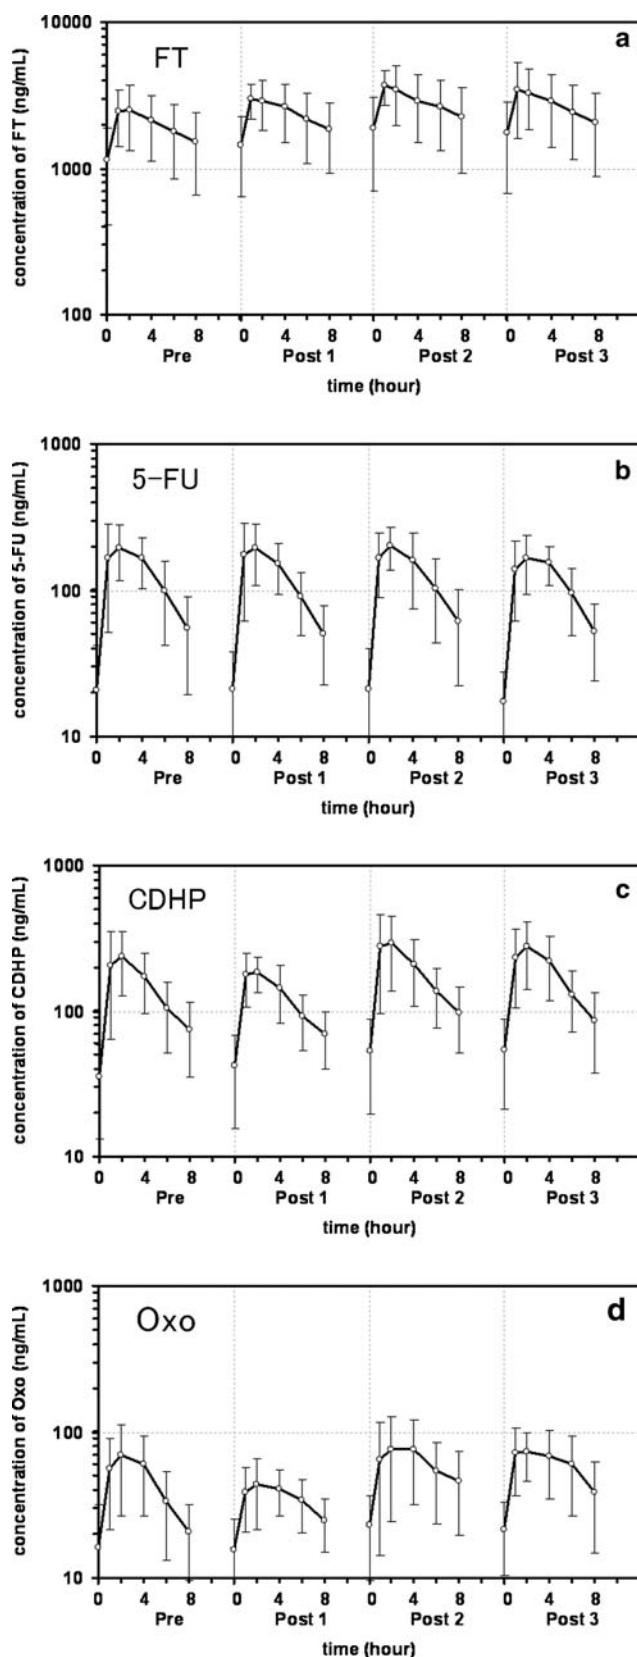 10000
FT
a
concentration of FT (ng/mL)
1000
100
0 4 8 0 4 8 0 4 8 0 4 8
Pre Post 1 Post 2 Post 3
time (hour)
1000
5-FU
b
concentration of 5-FU (ng/mL)
100
10
0 4 8 0 4 8 0 4 8 0 4 8
Pre Post 1 Post 2 Post 3
time (hour)
1000
CDHP
c
concentration of CDHP (ng/mL)
100
10
0 4 8 0 4 8 0 4 8 0 4 8
Pre Post 1 Post 2 Post 3
time (hour)
1000
Oxo
d
concentration of Oxo (ng/mL)
100
10
0 4 8 0 4 8 0 4 8 0 4 8
Pre Post 1 Post 2 Post 3
time (hour)